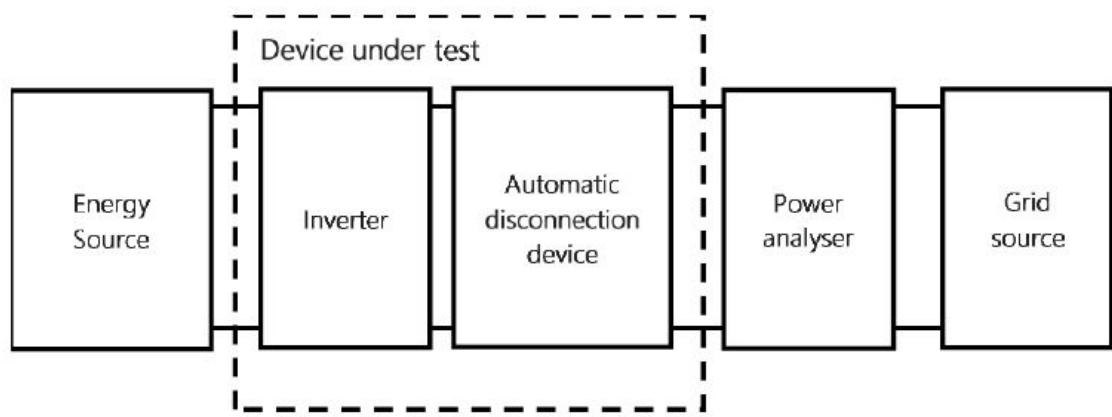 Device under test
Energy
Source
Inverter
Automatic
disconnection
device
Power
analyser
Grid
source